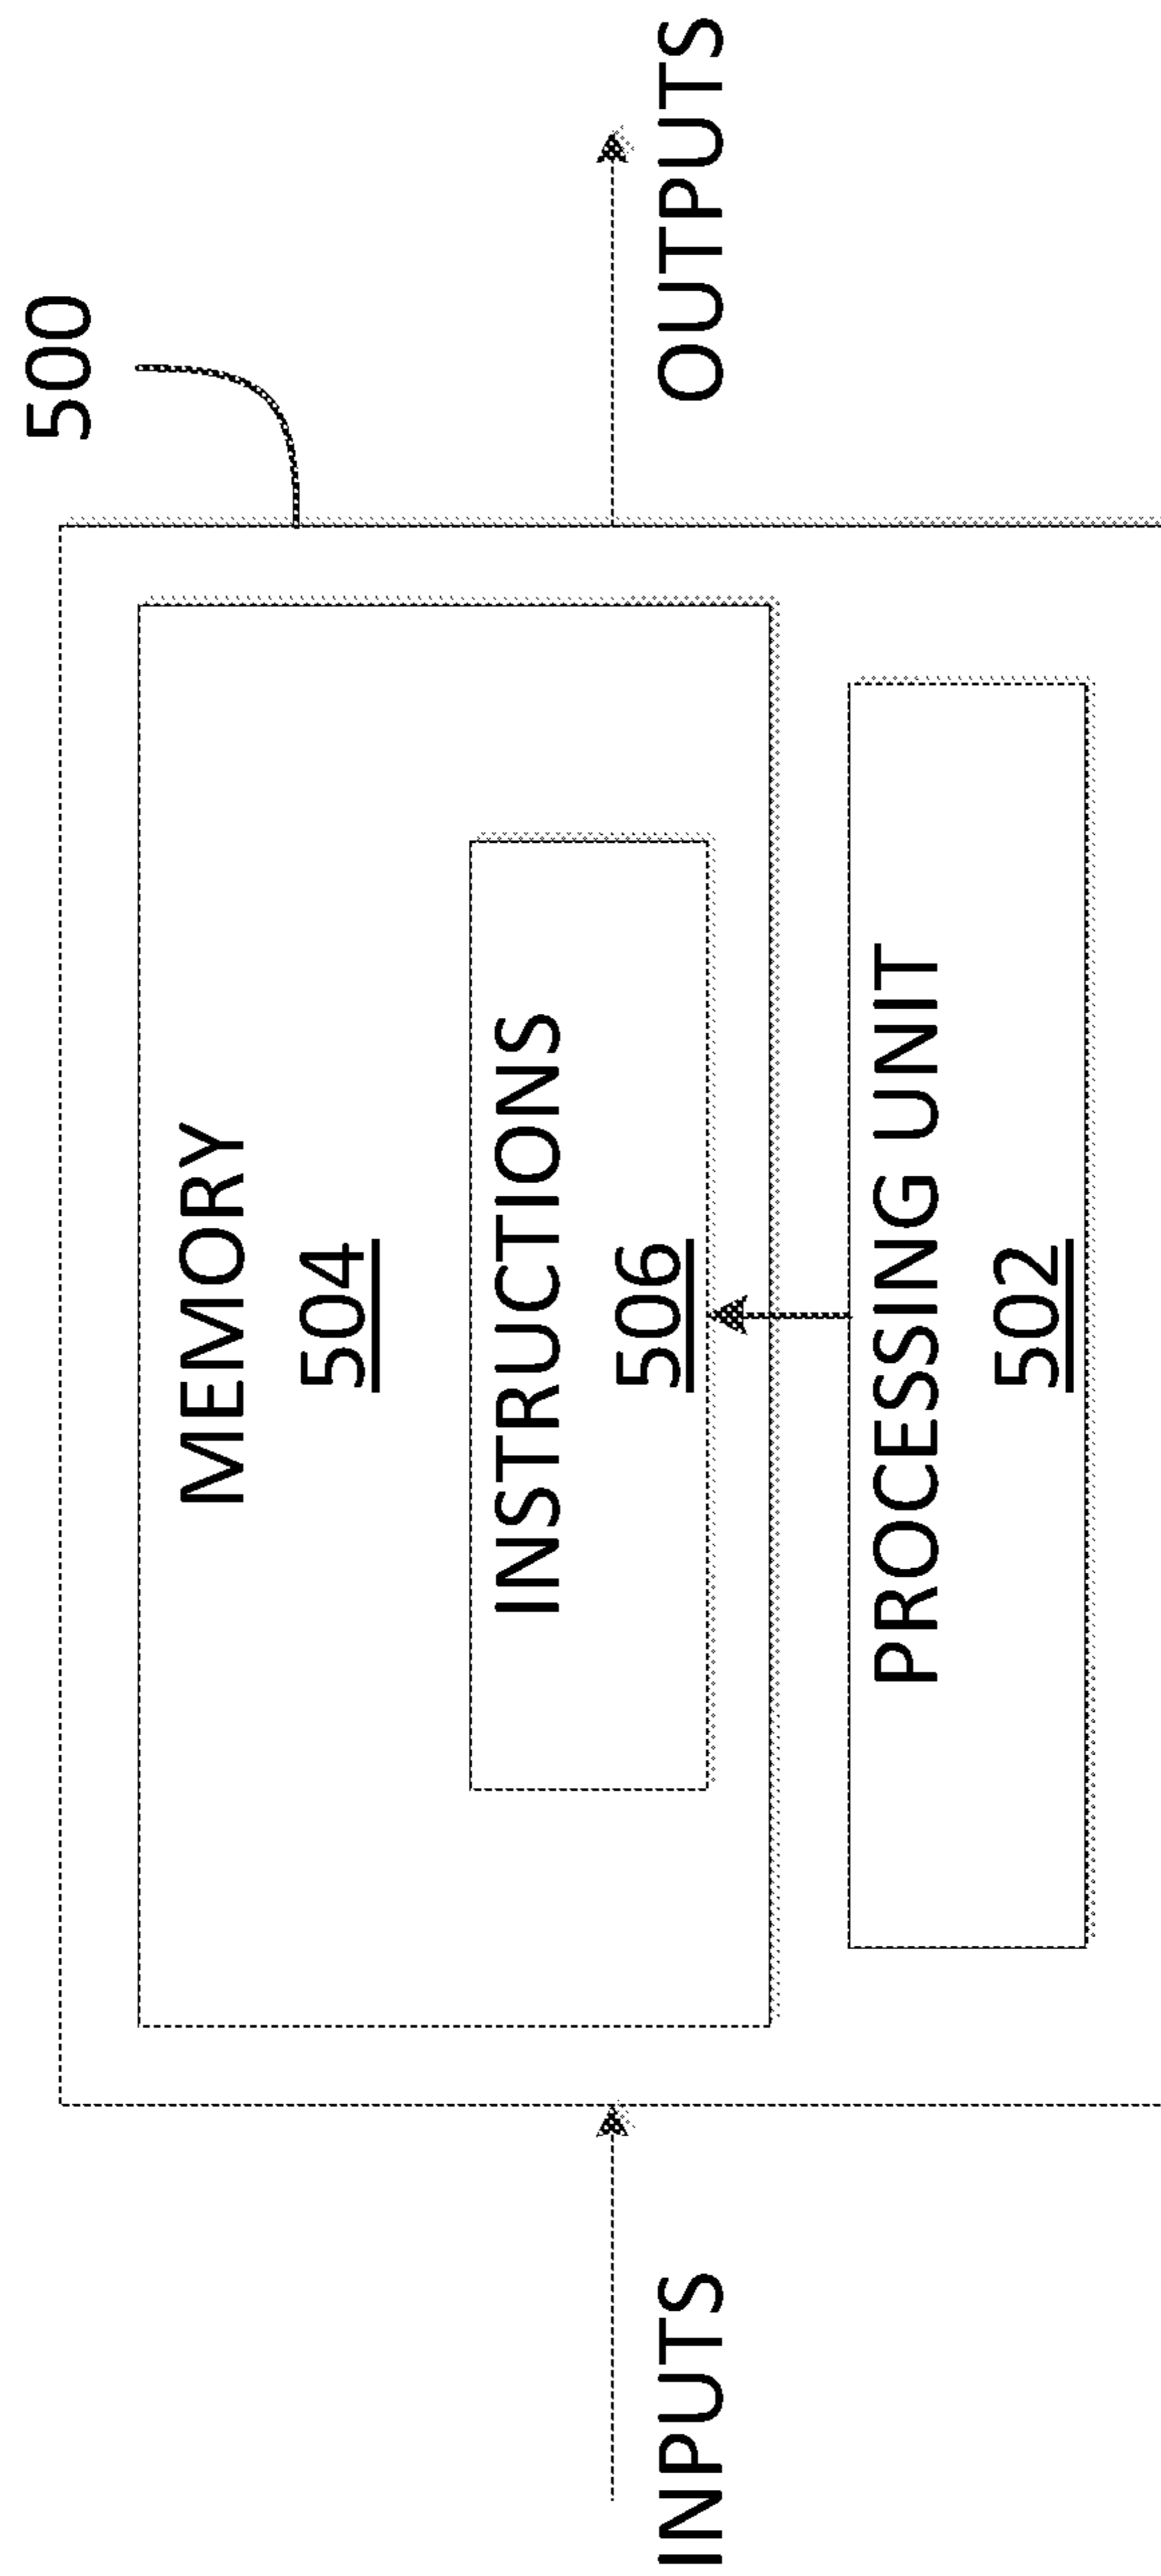 500
MEMORY
504
INSTRUCTIONS
506
INPUTS
OUTPUTS
PROCESSING UNIT
502